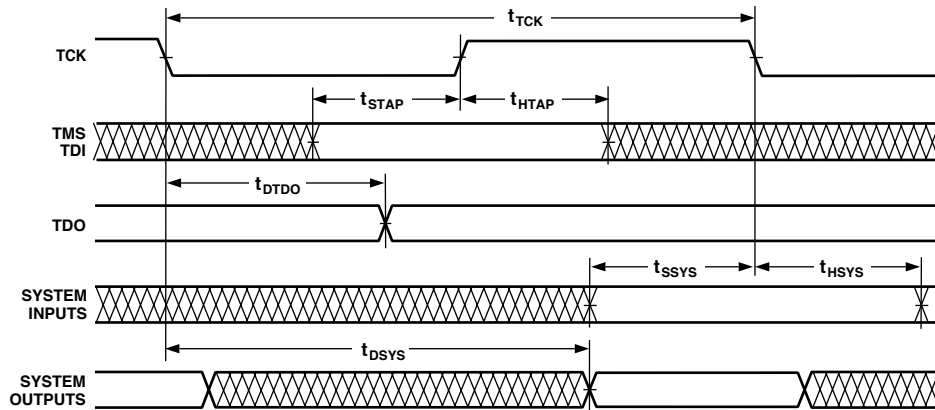 tTCK
TCK
tSTAP
tHTAP
TMS
TDI
tDTDO
TDO
tSSYS
tHSYS
SYSTEM
INPUTS
tDSYS
SYSTEM
OUTPUTS